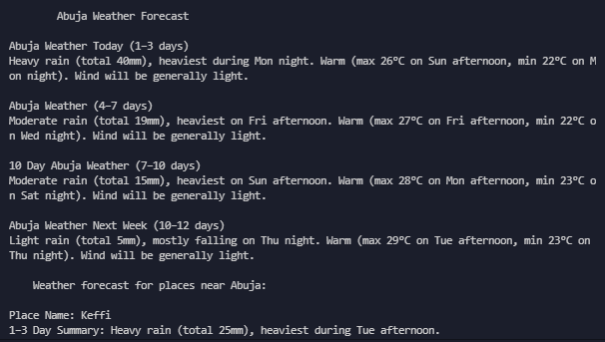 Abuja Weather Forecast
Abuja Weather Today (1-3 days)
Heavy rain (total 40mm), heaviest during Mon night. Warm (max 26°C on Sun afternoon, min 22°C on M
on night). Wind will be generally light.
Abuja Weather (4-7 days)
Moderate rain (total 19mm), heaviest on Fri afternoon. Warm (max 27°C on Fri afternoon, min 22°C o
n Wed night). Wind will be generally light.
10 Day Abuja Weather (7-10 days)
Moderate rain (total 15mm), heaviest on Sun afternoon. Warm (max 28°C on Mon afternoon, min 23°C o
n Sat night). Wind will be generally light.
Abuja Weather Next Week (10-12 days)
Light rain (total 5mm), mostly falling on Thu night. Warm (max 29°C on Tue afternoon, min 23°C on
Thu night). Wind will be generally light.
Weather forecast for places near Abuja:
Place Name: Keffi
1-3 Day Summary: Heavy rain (total 25mm), heaviest during Tue afternoon.